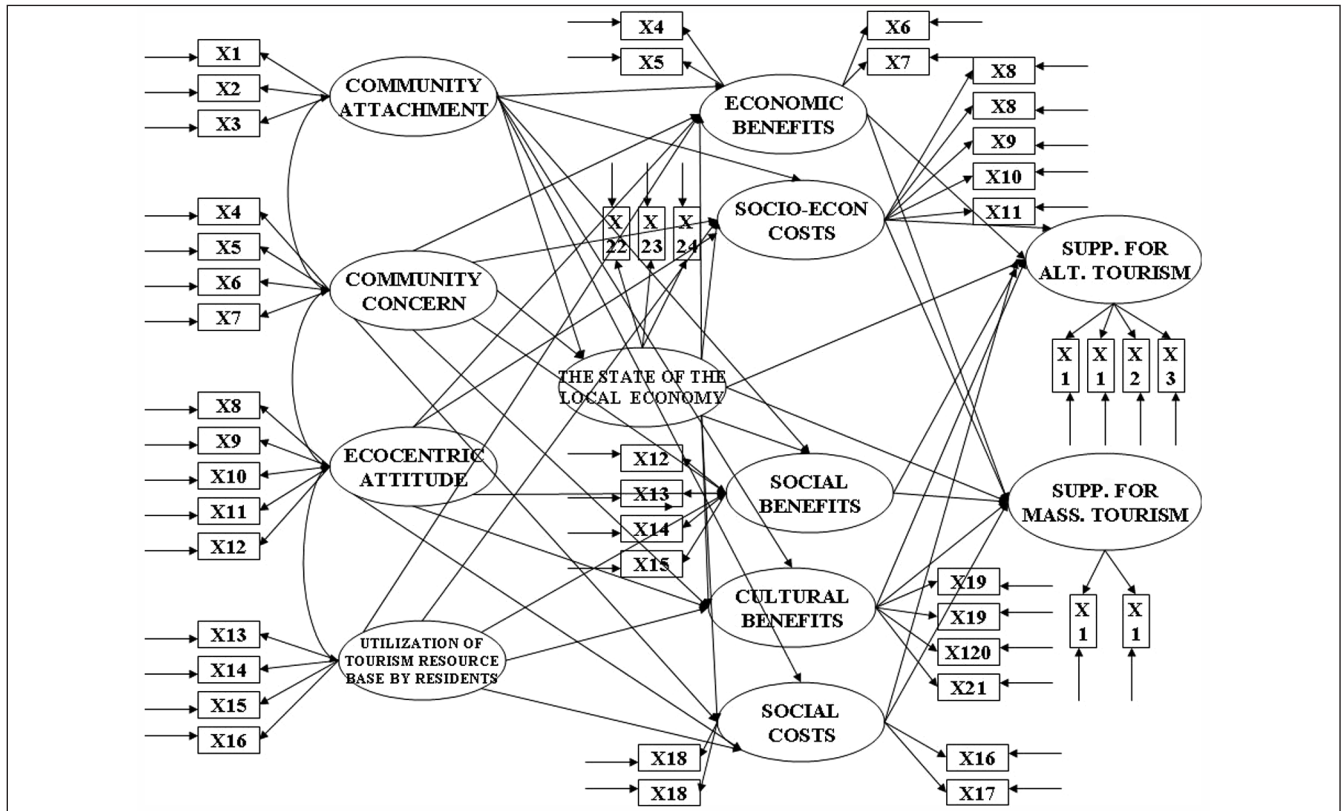 X1
X2
X3
COMMUNITY
ATTACHMENT
X4
X5
X6
X7
COMMUNITY
CONCERN
X8
X9
X10
X11
X12
ECOCENTRIC
ATTITUDE
X13
X14
X15
X16
UTILIZATION OF
TOURISM RESOURCE
BASE BY RESIDENTS
X4
X5
X6
X7
ECONOMIC
BENEFITS
X8
X8
X9
X10
X11
SOCIO-ECON
COSTS
X
22
X
23
X
24
THE STATE OF THE
LOCAL ECONOMY
X12
X13
X14
X15
SOCIAL
BENEFITS
CULTURAL
BENEFITS
X19
X19
X120
X21
SOCIAL
COSTS
X18
X18
X16
X17
SUPP. FOR
ALT. TOURISM
X
1
X
1
X
2
X
3
SUPP. FOR
MASS. TOURISM
X
1
X
1